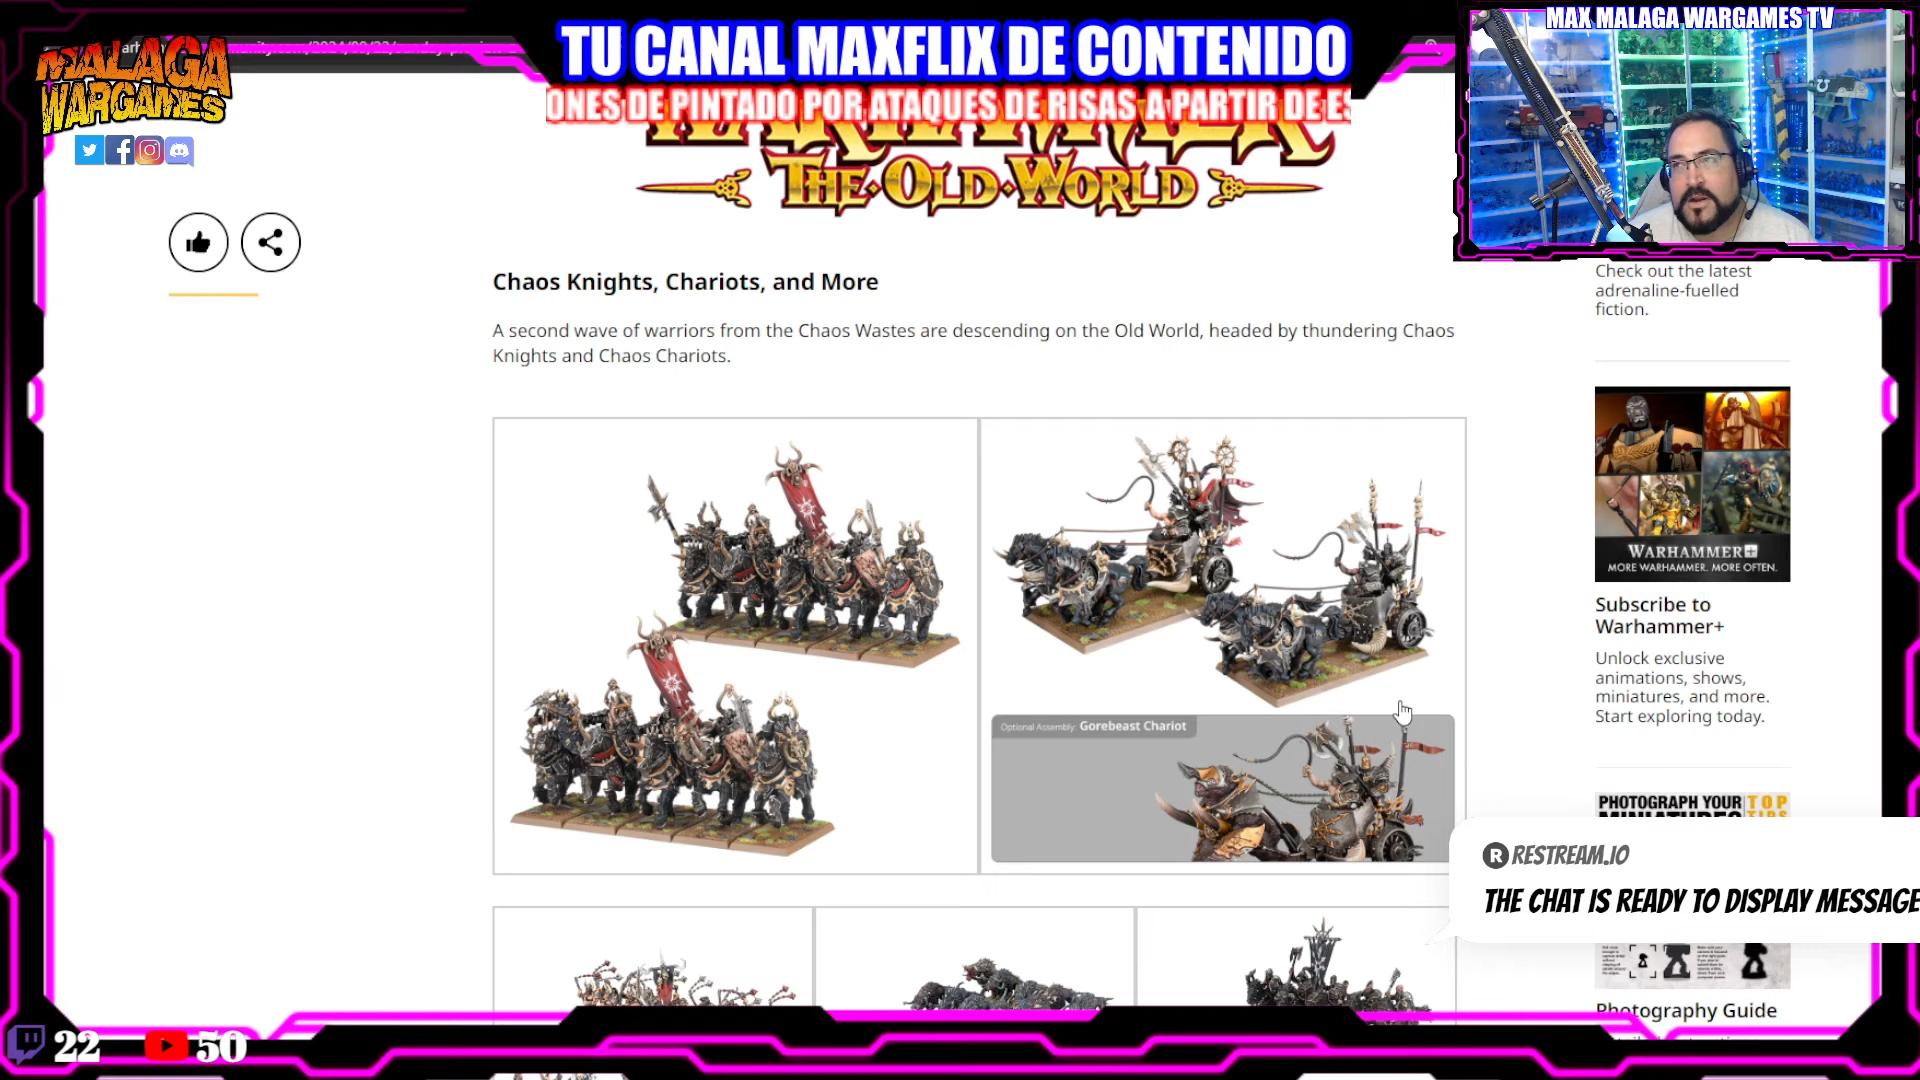 TU CANAL MAXFLIX DE CONTENIDO
ONES DE PINTADO POR ATAQUES DE RISAS A PARTIR DE ES
MAX MALAGA WARGAMES TV
MALAGA
WARGAMES
WARHAMMER
THE·OLD·WORLD
Chaos Knights, Chariots, and More
A second wave of warriors from the Chaos Wastes are descending on the Old World, headed by thundering Chaos
Knights and Chaos Chariots.
Optional Assembly: Gorebeast Chariot
Check out the latest
adrenaline-fuelled
fiction.
WARHAMMER+
MORE WARHAMMER. MORE OFTEN.
Subscribe to
Warhammer+
Unlock exclusive
animations, shows,
miniatures, and more.
Start exploring today.
PHOTOGRAPH YOUR TOP
MINIATURES TIPS
RESTREAM.IO
THE CHAT IS READY TO DISPLAY MESSAGE
Photography Guide
22
50